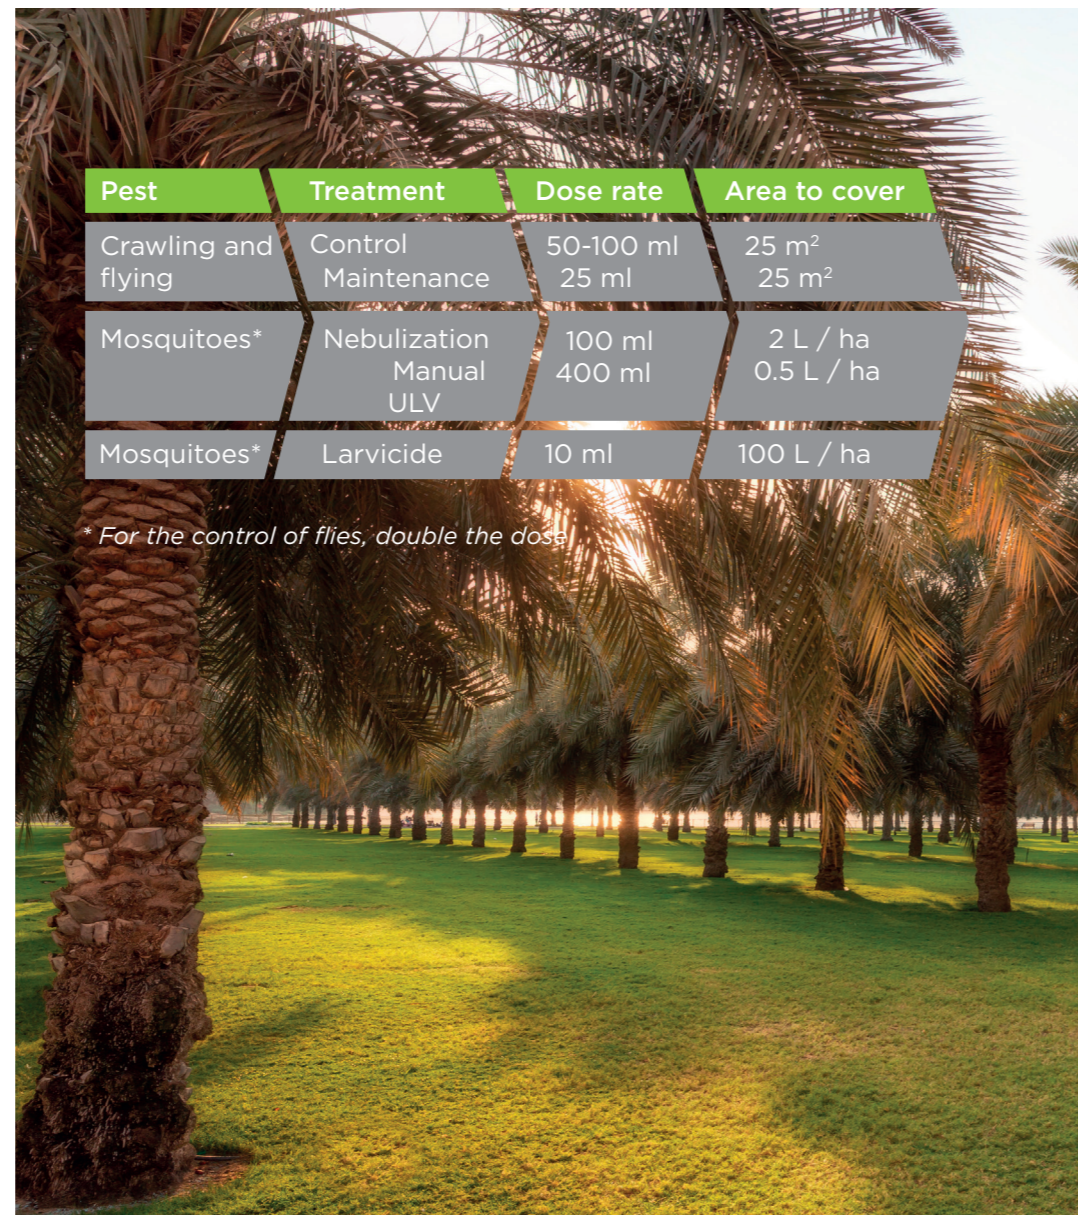 Pest Treatment Dose rate Area to cover
Crawling and flying Control 50-100 ml 25 m²
Maintenance 25 ml 25 m²
Mosquitoes* Nebulization 100 ml 2 L / ha
Manual 400 ml 0.5 L / ha
ULV
Mosquitoes* Larvicide 10 ml 100 L / ha
* For the control of flies, double the dose